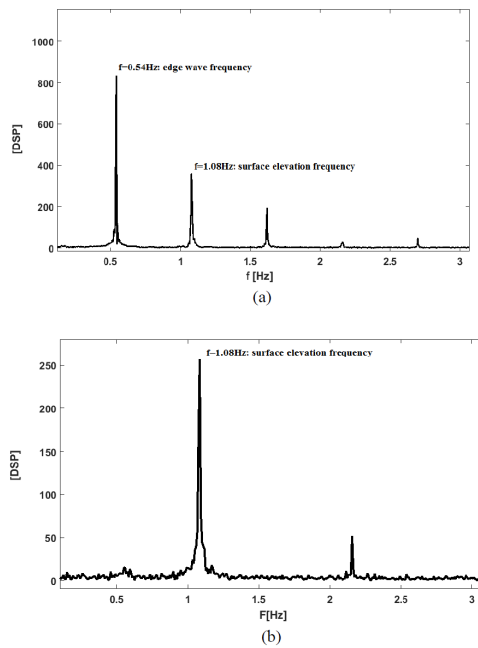 1000
800
600
400
200
0
[DSP]
f=0.54Hz: edge wave frequency
f=1.08Hz: surface elevation frequency
0.5 1 1.5 2 2.5 3
f [Hz]
(a)
250
200
150
100
50
0
[DSP]
f=1.08Hz: surface elevation frequency
0.5 1 1.5 2 2.5 3
F[Hz]
(b)